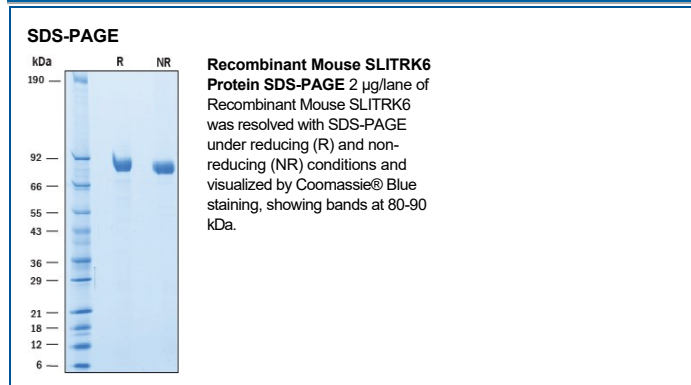 SDS-PAGE
kDa R NR
190
92
66
55
43
36
29
21
18
12
6
Recombinant Mouse SLITRK6
Protein SDS-PAGE 2 µg/lane of
Recombinant Mouse SLITRK6
was resolved with SDS-PAGE
under reducing (R) and non-
reducing (NR) conditions and
visualized by Coomassie® Blue
staining, showing bands at 80-90
kDa.